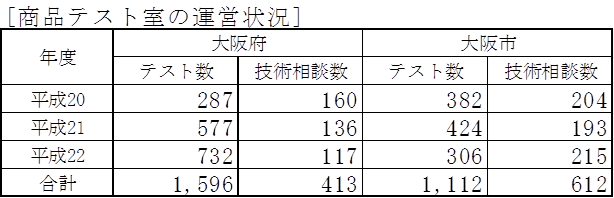 [商品テスト室の運営状況]
年度 大阪府 大阪市
テスト数 技術相談数 テスト数 技術相談数
平成20 287 160 382 204
平成21 577 136 424 193
平成22 732 117 306 215
合計 1,596 413 1,112 612